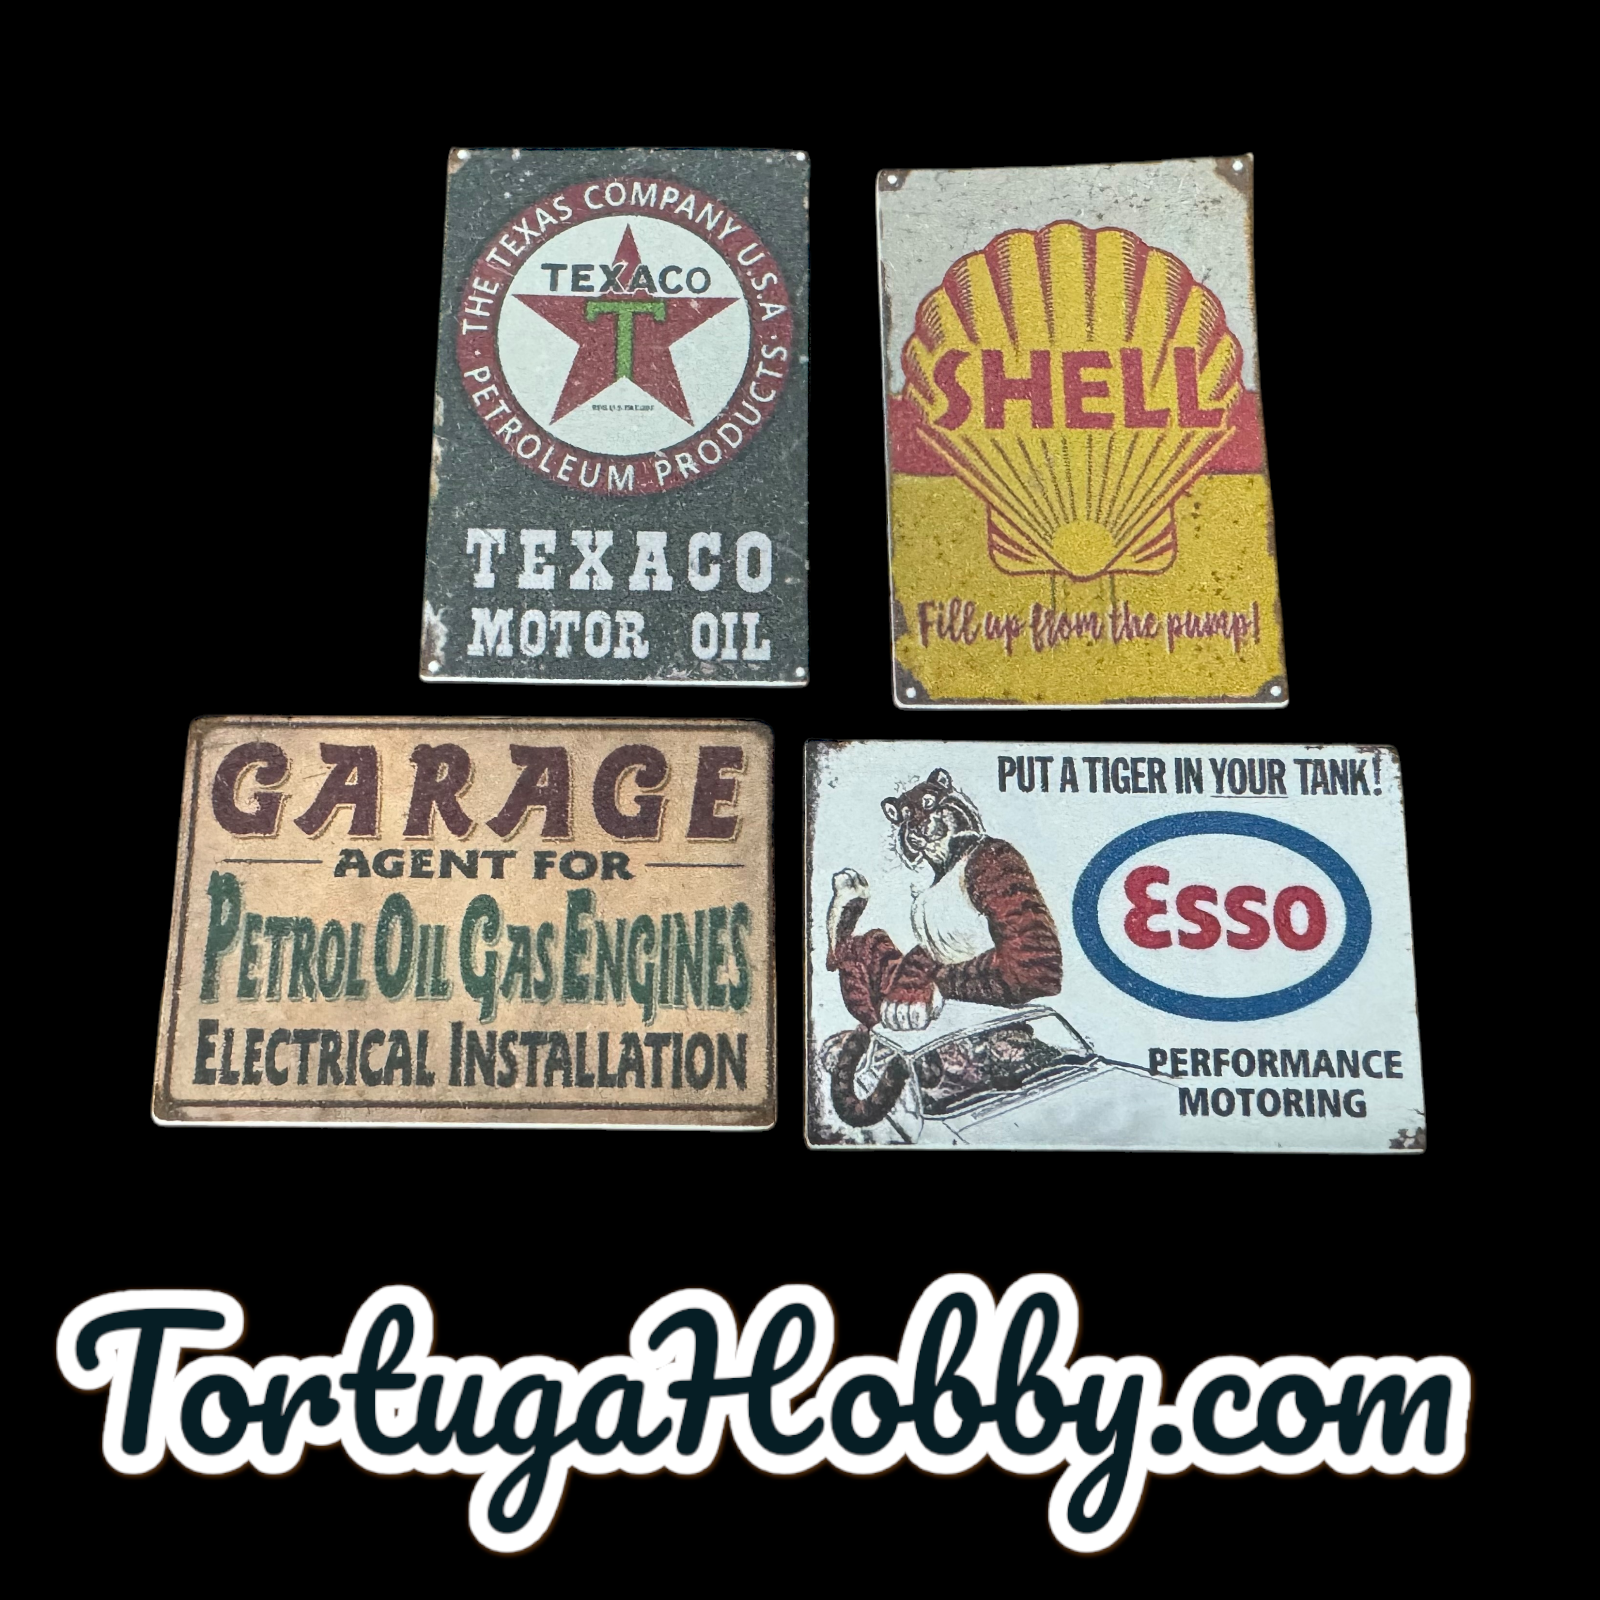 THE TEXAS COMPANY U.S.A
TEXACO
T
· PETROLEUM PRODUCTS ·
TEXACO
MOTOR OIL
SHELL
Fill up from the pump!
GARAGE
AGENT FOR
PETROL OIL GAS ENGINES
ELECTRICAL INSTALLATION
PUT A TIGER IN YOUR TANK!
Esso
PERFORMANCE
MOTORING
TortugaHobby.com